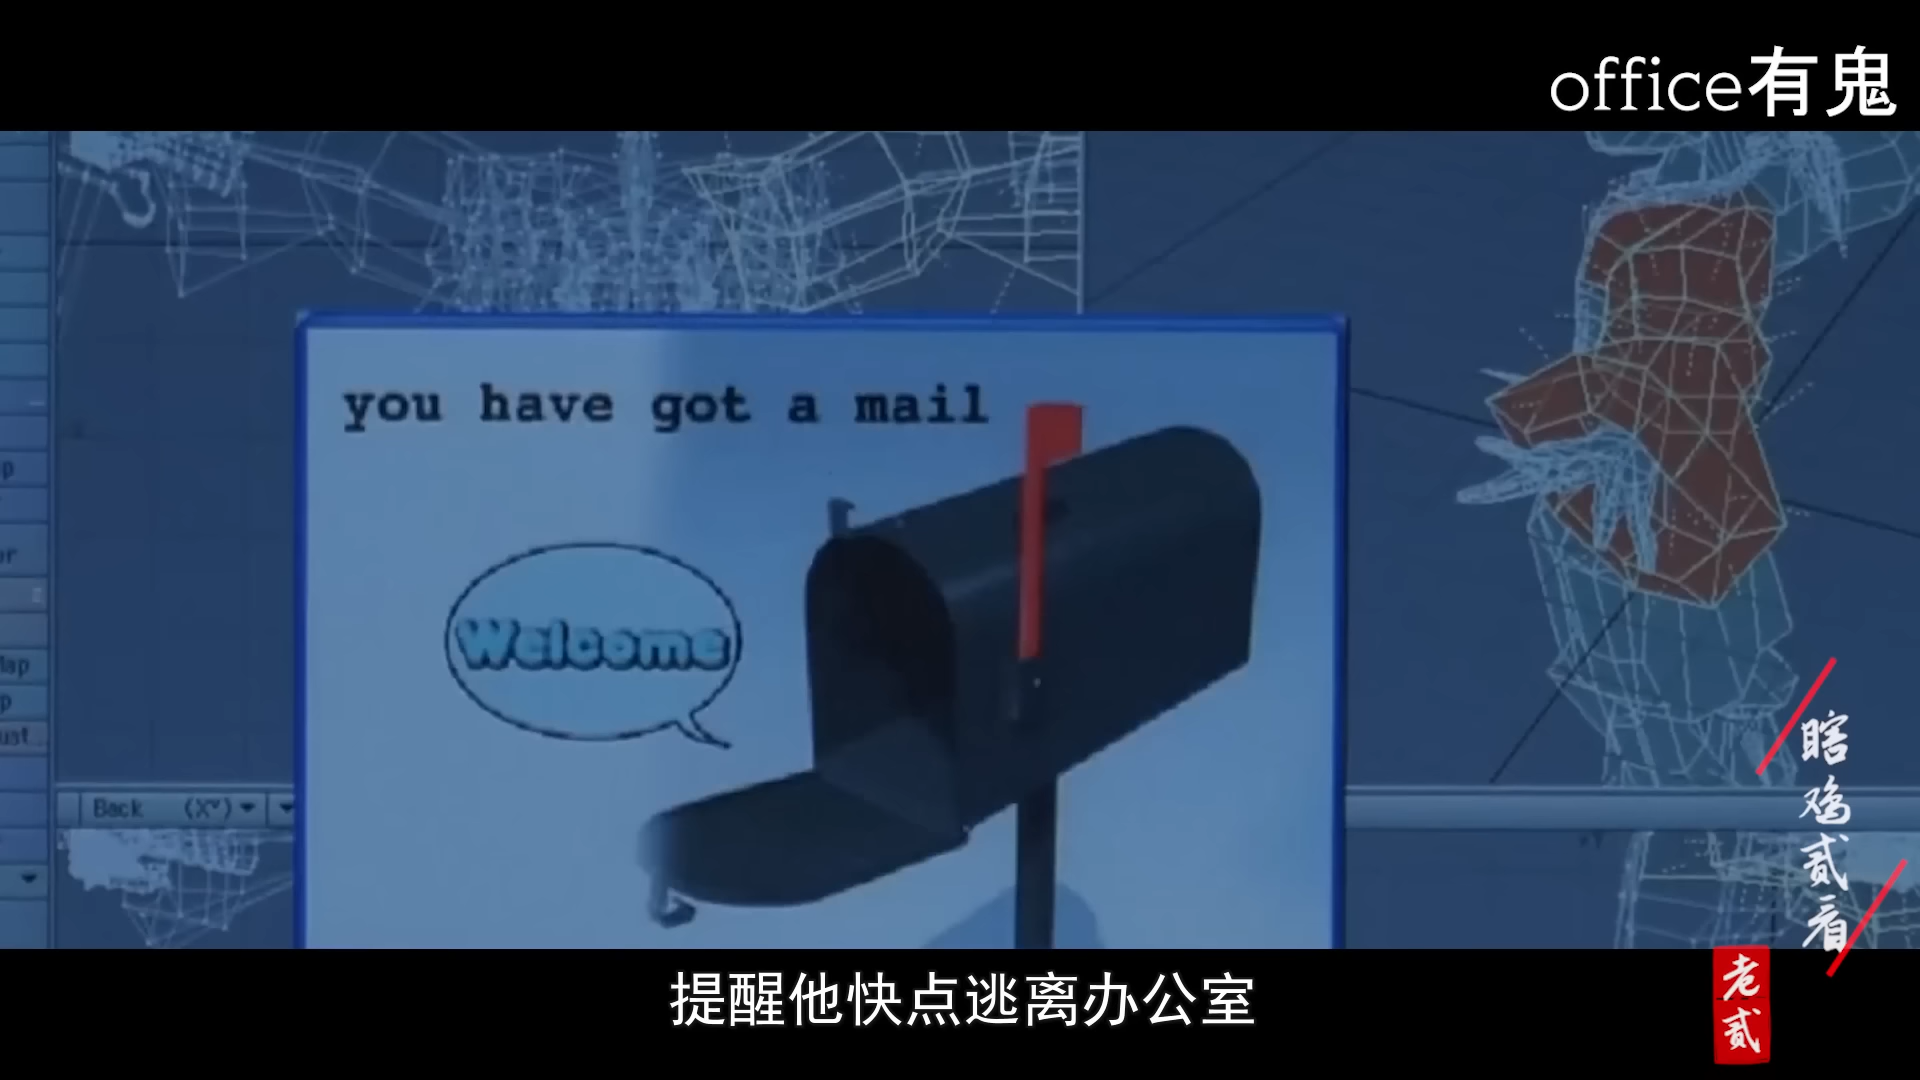 office有鬼
you have got a mail
Welcome
Back (X")
瞎鸡贰看
老贰
提醒他快点逃离办公室